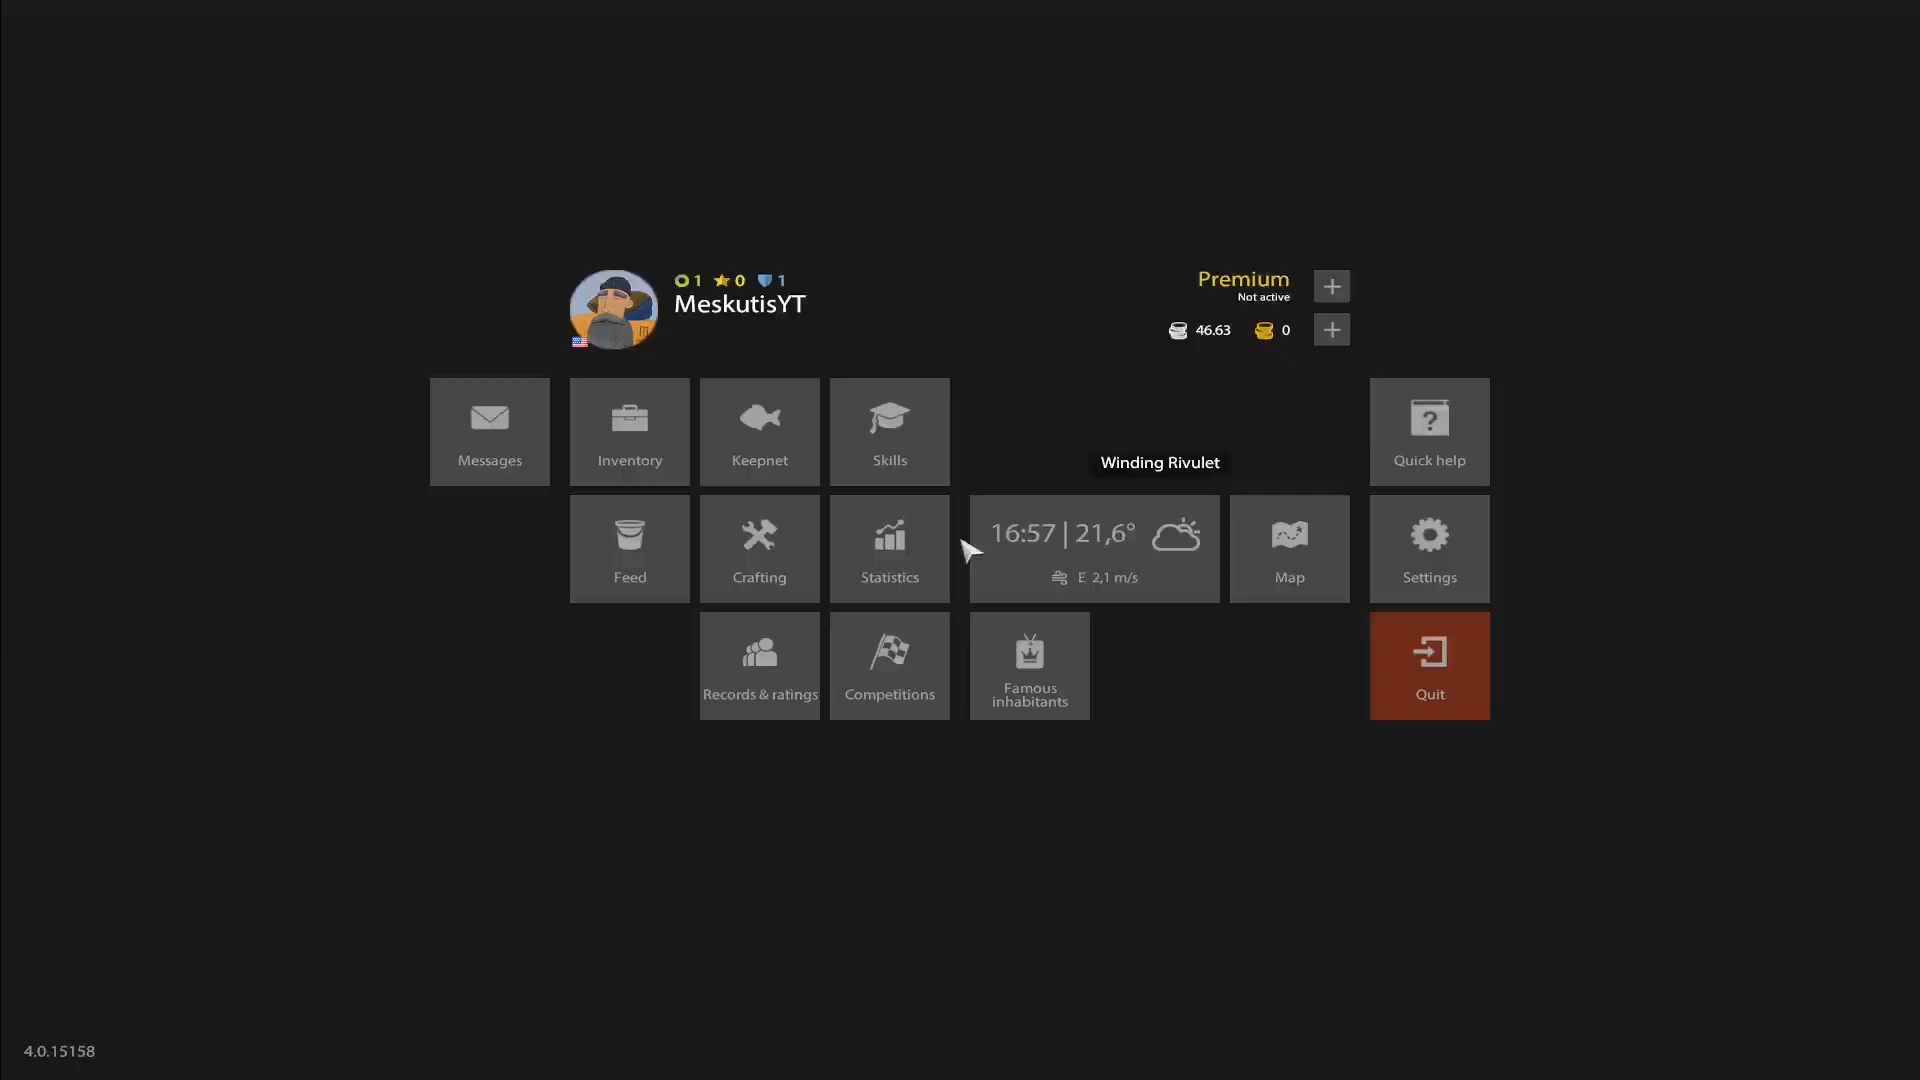 1 0 1
MeskutisYT
Premium
Not active
46.63 0
Messages
Inventory
Keepnet
Skills
Winding Rivulet
Quick help
Feed
Crafting
Statistics
16:57 | 21,6°
E 2,1 m/s
Map
Settings
Records & ratings
Competitions
Famous
inhabitants
Quit
4.0.15158